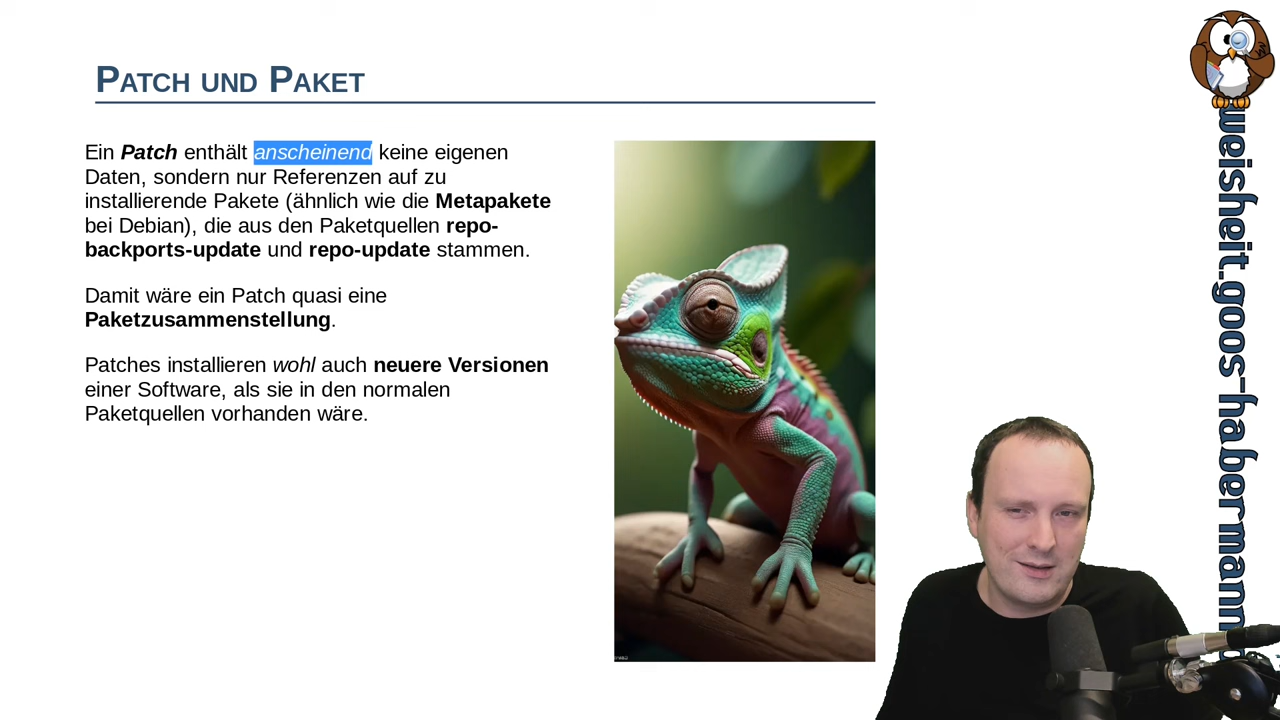 Patch und Paket
Ein Patch enthält anscheinend keine eigenen
Daten, sondern nur Referenzen auf zu
installierende Pakete (ähnlich wie die Metapakete
bei Debian), die aus den Paketquellen repo-
backports-update und repo-update stammen.
Damit wäre ein Patch quasi eine
Paketzusammenstellung.
Patches installieren wohl auch neuere Versionen
einer Software, als sie in den normalen
Paketquellen vorhanden wäre.
weisheit.goos-habermann.d